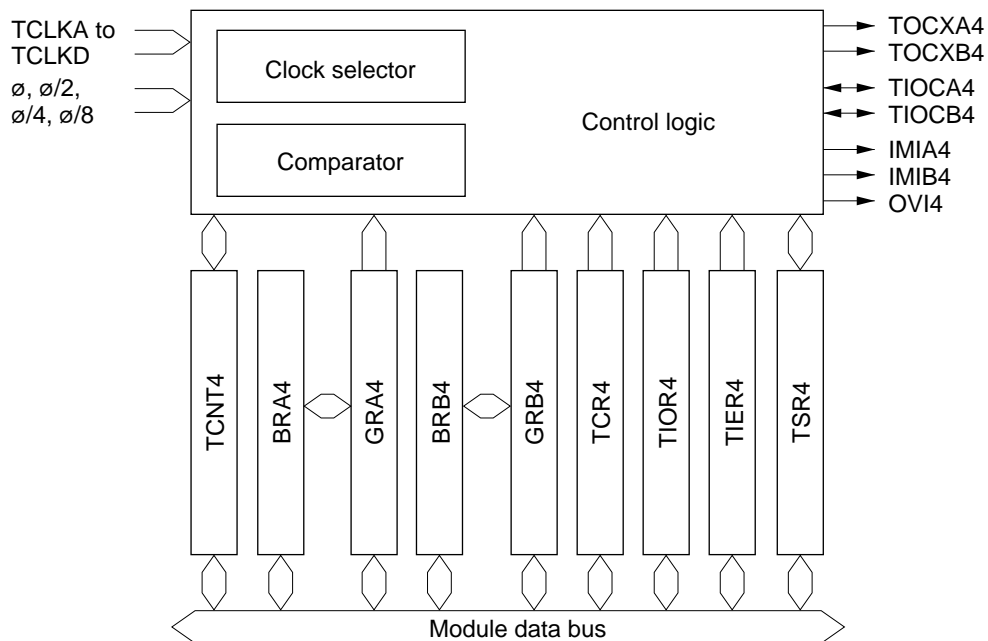 TCLKA to
TCLKD
ø, ø/2,
ø/4, ø/8
Clock selector
Comparator
Control logic
TOCXA4
TOCXB4
TIOCA4
TIOCB4
IMIA4
IMIB4
OVI4
TCNT4
BRA4
GRA4
BRB4
GRB4
TCR4
TIOR4
TIER4
TSR4
Module data bus